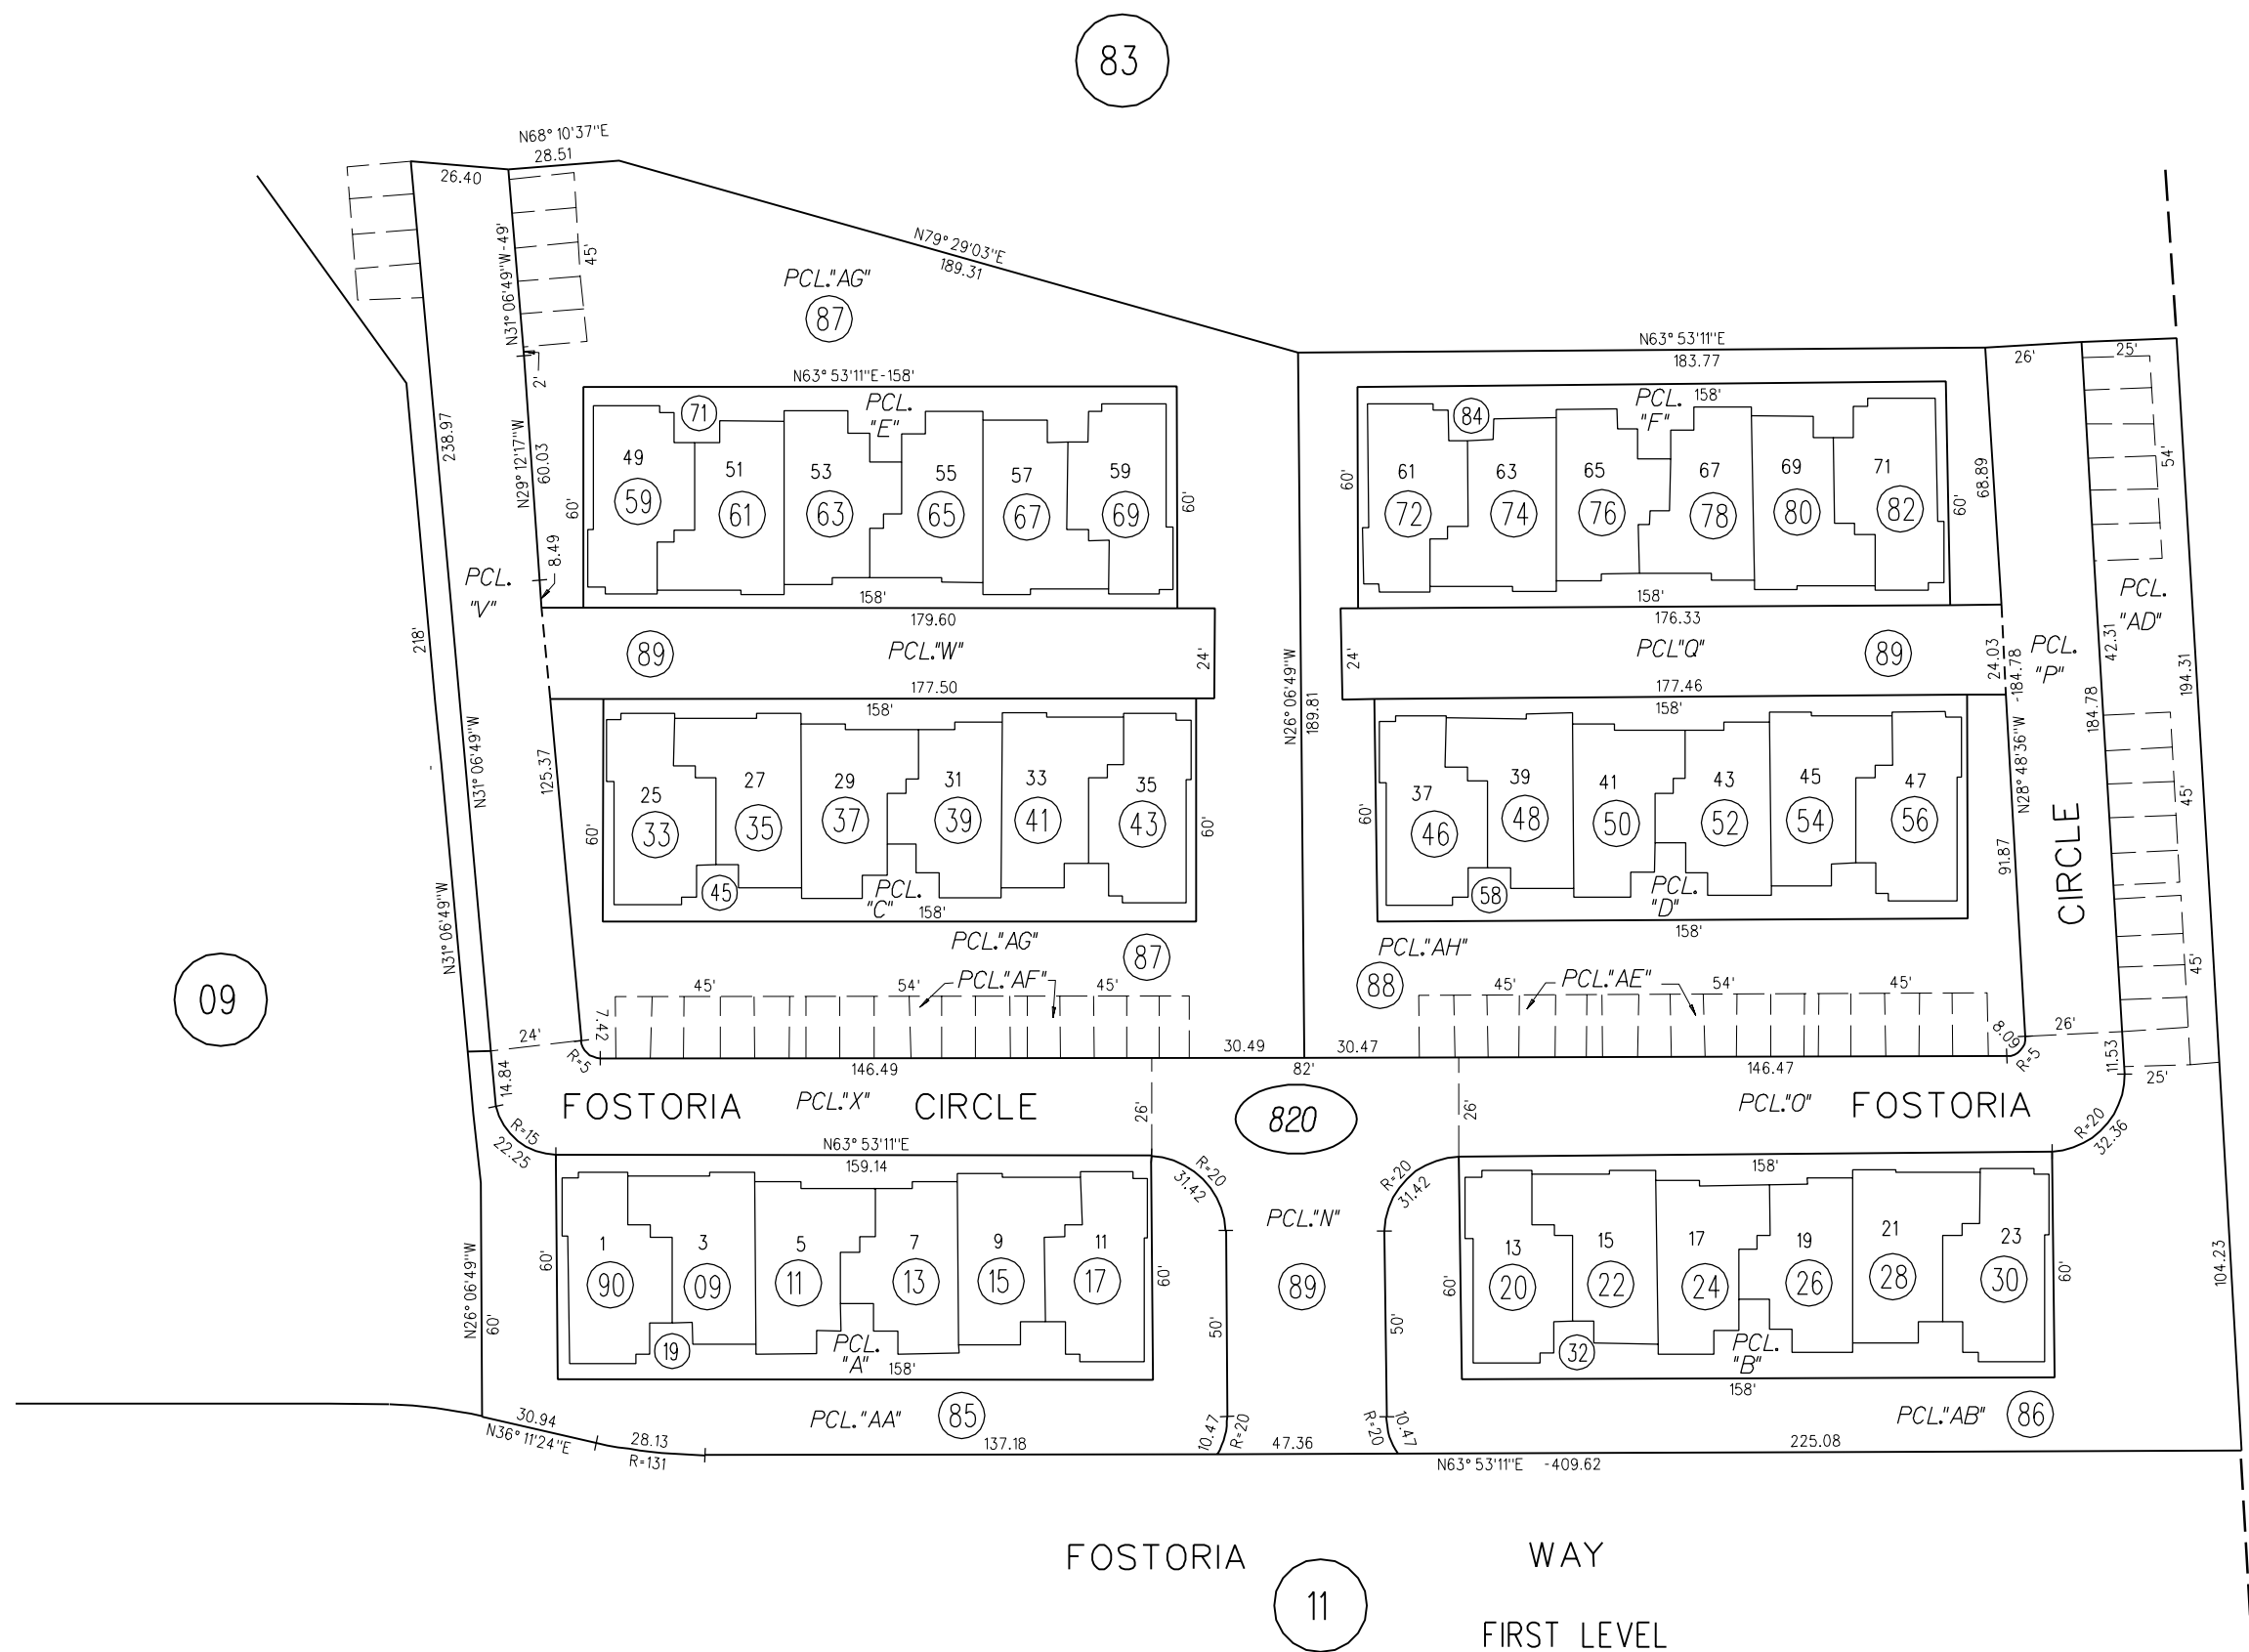 83
N68° 10'37"E
28.51
26.40
N31° 06'49"W-49'
45'
N79° 29'03"E
189.31
PCL."AG"
87
2'
N63° 53'11"E
183.77
26'
25'
238.97
N29° 12'17"W
60.03
8.49
N63° 53'11"E-158'
71
PCL.
"E"
60'
49
59
51
61
53
63
55
65
57
67
59
69
60'
158'
84
158'
PCL.
"F"
60'
61
72
63
74
65
76
67
78
69
80
71
82
60'
158'
68.89
54'
PCL.
"V"
218'
179.60
89
PCL."W"
24'
177.50
176.33
24'
PCL"Q"
89
24.03
177.46
PCL.
"P"
42.31
PCL.
"AD"
194.31
N26° 06'49"W
189.81
N28° 48'36"W -184.78
184.78
N31° 06'49"W
125.37
158'
60'
25
33
27
35
29
37
31
39
33
41
35
43
60'
45
PCL.
"C"
158'
158'
60'
37
46
39
48
41
50
43
52
45
54
47
56
58
PCL.
"D"
158'
91.87
CIRCLE
45'
45'
N31° 06'49"W
09
PCL."AG"
87
PCL."AF"
45'
54'
45'
PCL."AH"
88
PCL."AE"
45'
54'
45'
24'
7.42
R=5
8.09
R=5
26'
11.53
25'
14.84
R=15
22.25
146.49
30.49
82'
30.47
146.47
FOSTORIA
PCL."X"
CIRCLE
26'
820
26'
PCL."O"
FOSTORIA
R=20
32.36
N63° 53'11"E
159.14
R=20
31.42
R=20
31.42
158'
PCL."N"
89
N26° 06'49"W
60'
60'
1
90
3
09
5
11
7
13
9
15
11
17
60'
19
PCL.
"A"
158'
50'
50'
60'
13
20
15
22
17
24
19
26
21
28
23
30
60'
32
PCL.
"B"
158'
104.23
30.94
N36° 11'24"E
28.13
R=131
PCL."AA"
85
137.18
10.47
R=20
47.36
R=20
10.47
PCL."AB"
86
225.08
N63° 53'11"E -409.62
FOSTORIA WAY
11
FIRST LEVEL